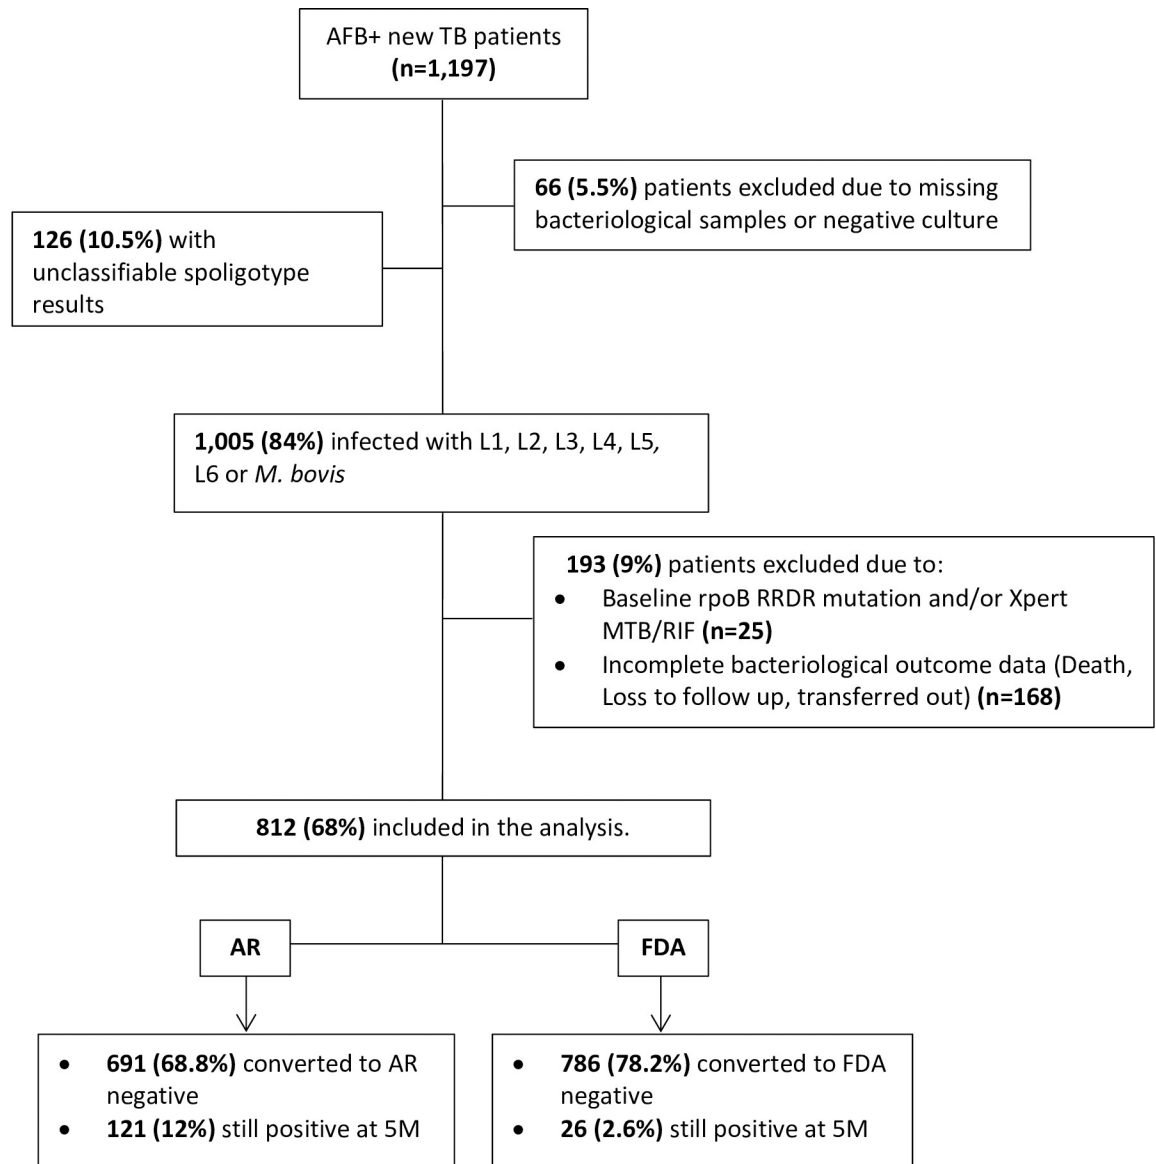 AFB+ new TB patients
(n=1,197)
66 (5.5%) patients excluded due to missing
bacteriological samples or negative culture
126 (10.5%) with
unclassifiable spoligotype
results
1,005 (84%) infected with L1, L2, L3, L4, L5,
L6 or M. bovis
193 (9%) patients excluded due to:
• Baseline rpoB RRDR mutation and/or Xpert
MTB/RIF (n=25)
• Incomplete bacteriological outcome data (Death,
Loss to follow up, transferred out) (n=168)
812 (68%) included in the analysis.
AR
FDA
• 691 (68.8%) converted to AR
negative
• 121 (12%) still positive at 5M
• 786 (78.2%) converted to FDA
negative
• 26 (2.6%) still positive at 5M